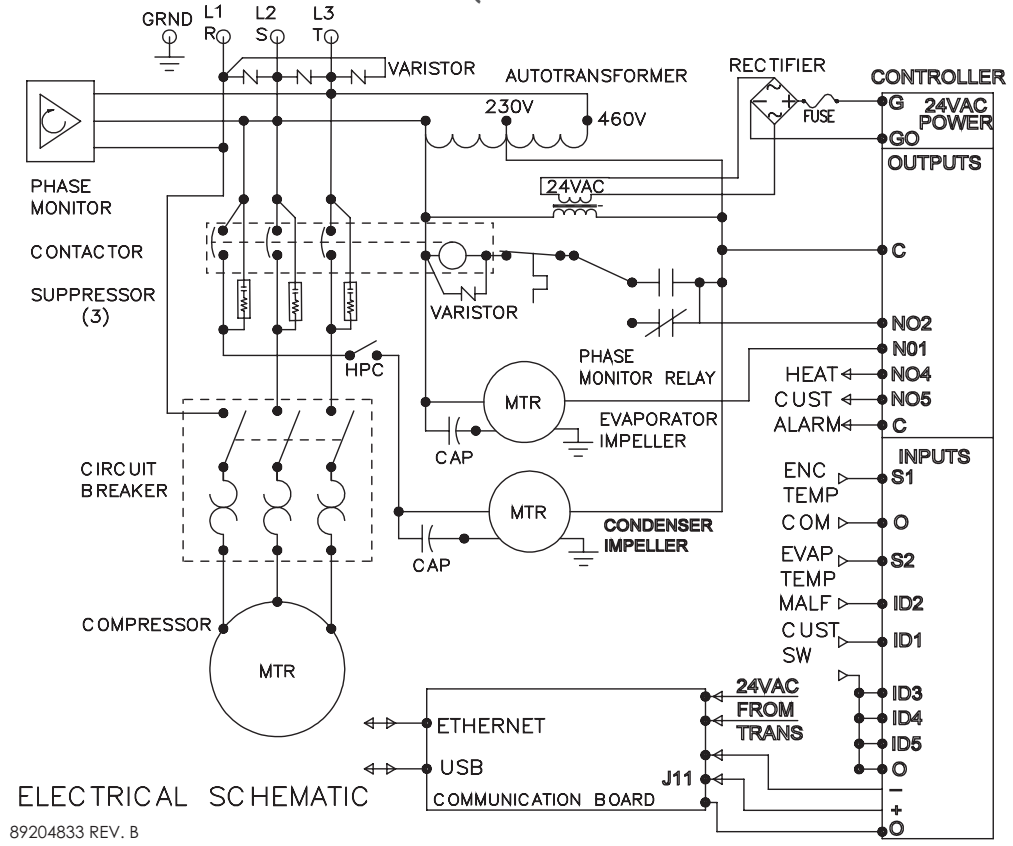 GRND
L1 L2 L3
R S T
VARISTOR
AUTOTRANSFORMER
230V
460V
RECTIFIER
FUSE
CONTROLLER
G
24VAC
POWER
GO
OUTPUTS
PHASE
MONITOR
24VAC
CONTACTOR
C
SUPPRESSOR
(3)
VARISTOR
NO2
HPC
PHASE
MONITOR RELAY
N01
HEAT NO4
CUST NO5
ALARM C
MTR
EVAPORATOR
IMPELLER
CAP
CIRCUIT
BREAKER
INPUTS
ENC
TEMP
S1
COM O
MTR
CONDENSER
IMPELLER
CAP
EVAP
TEMP
S2
MALF ID2
CUST
SW
ID1
COMPRESSOR
MTR
ID3
ID4
ID5
O
−
+
O
24VAC
FROM
TRANS
ETHERNET
USB
J11
COMMUNICATION BOARD
ELECTRICAL SCHEMATIC
89204833 REV. B